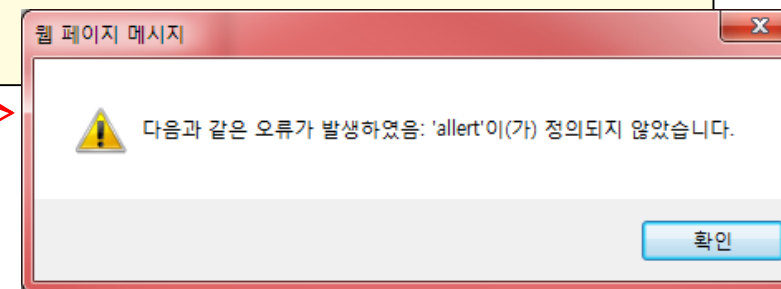 웹 페이지 메시지
다음과 같은 오류가 발생하였음: 'allert'이(가) 정의되지 않았습니다.
확인